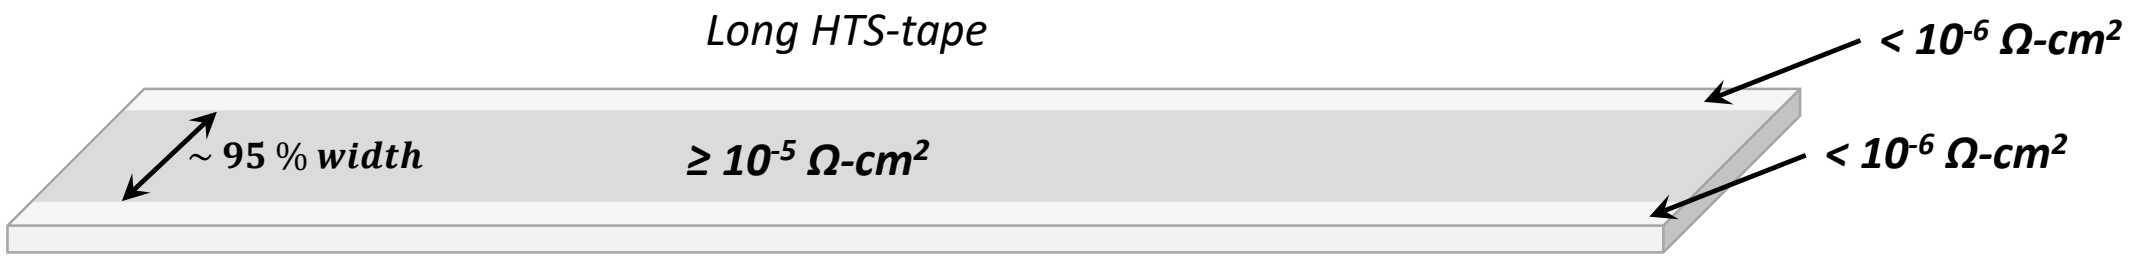 Long HTS-tape
< 10⁻⁶ Ω-cm²
~ 95 % width
≥ 10⁻⁵ Ω-cm²
< 10⁻⁶ Ω-cm²